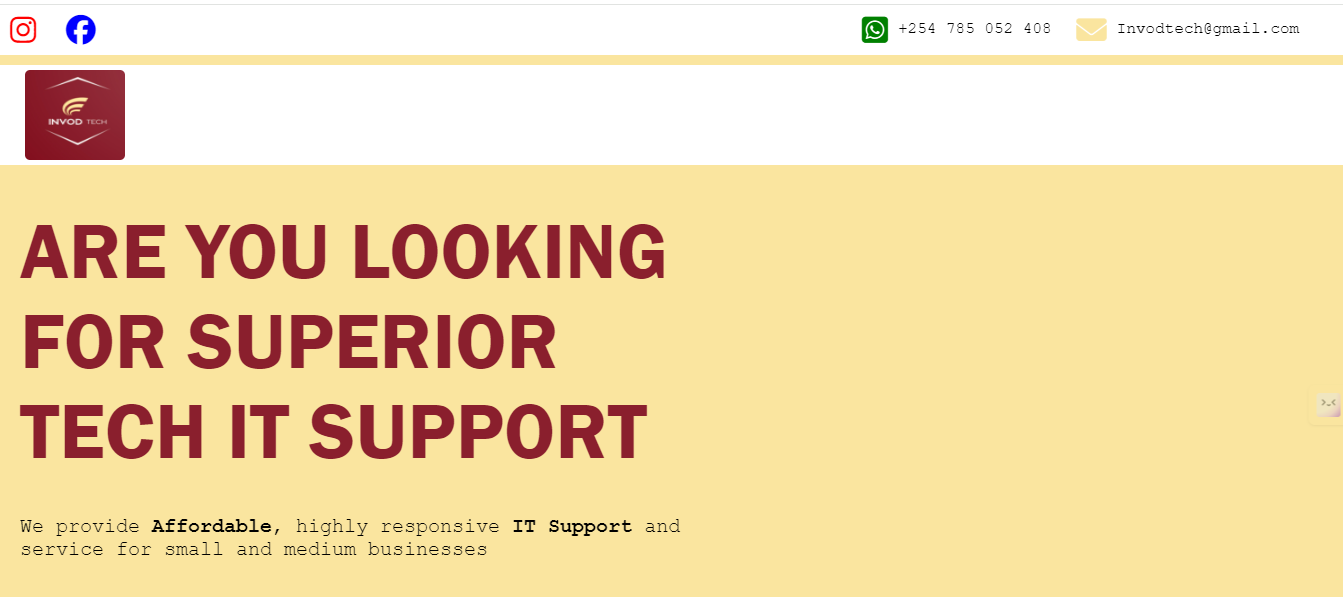 +254 785 052 408 Invodtech@gmail.com
INVOD TECH
ARE YOU LOOKING
FOR SUPERIOR
TECH IT SUPPORT
We provide Affordable, highly responsive IT Support and
service for small and medium businesses